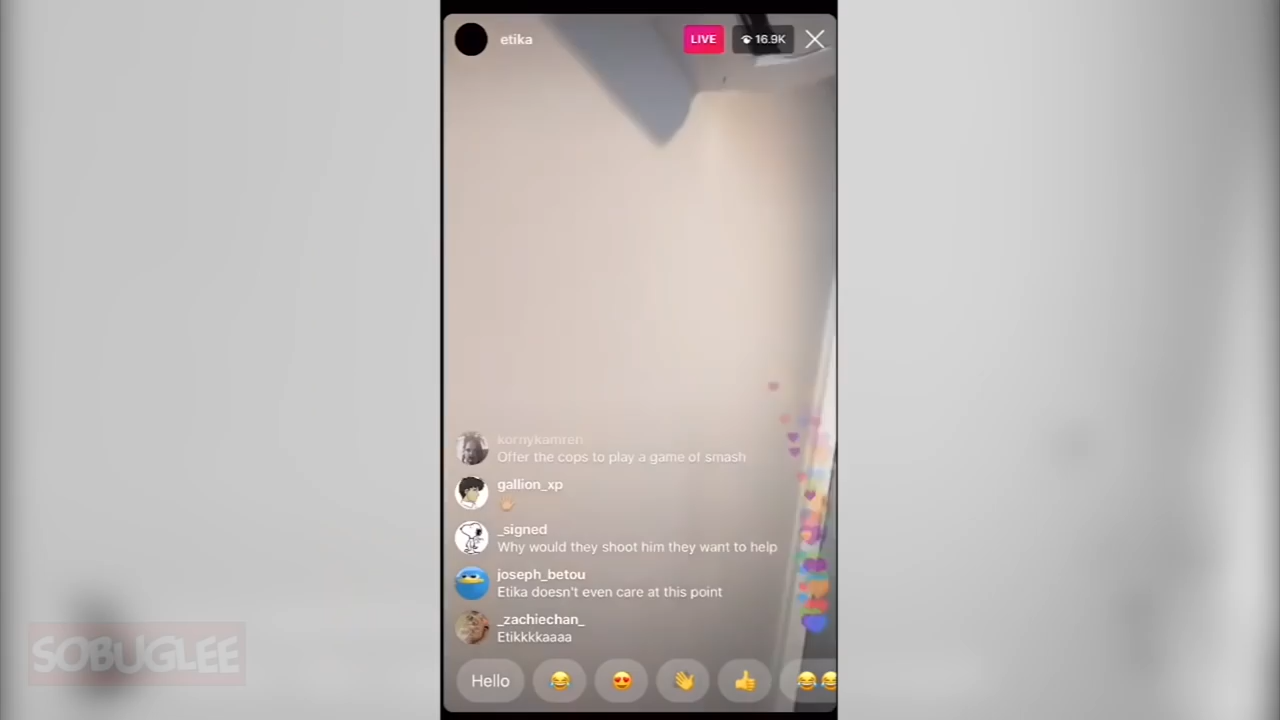 etika
LIVE
16.9K
kornykamren
Offer the cops to play a game of smash
gallion_xp
_signed
Why would they shoot him they want to help
joseph_betou
Etika doesn't even care at this point
_zachiechan_
Etikkkkaaaa
Hello
SOBUGLEE